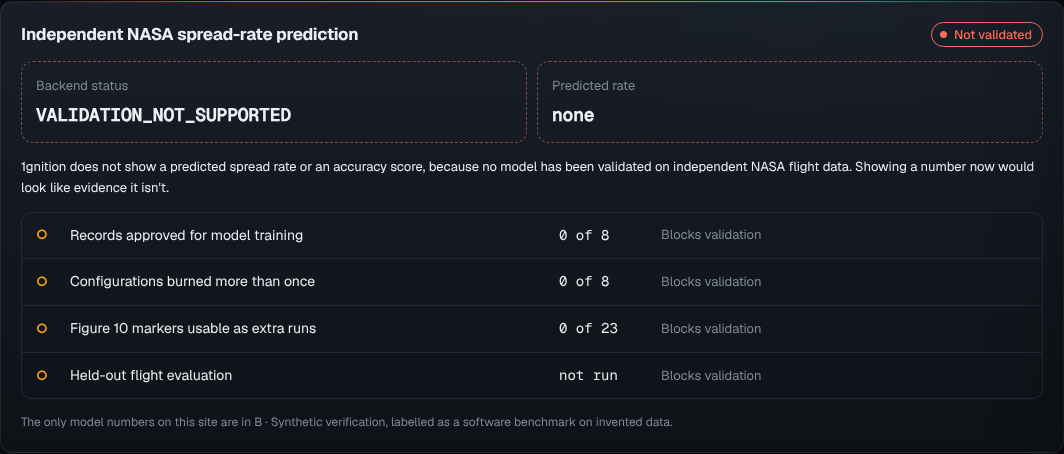 Independent NASA spread-rate prediction
Not validated
Backend status
VALIDATION_NOT_SUPPORTED
Predicted rate
none
1gnition does not show a predicted spread rate or an accuracy score, because no model has been validated on independent NASA flight data. Showing a number now would
look like evidence it isn't.
Records approved for model training 0 of 8 Blocks validation
Configurations burned more than once 0 of 8 Blocks validation
Figure 10 markers usable as extra runs 0 of 23 Blocks validation
Held-out flight evaluation not run Blocks validation
The only model numbers on this site are in B · Synthetic verification, labelled as a software benchmark on invented data.